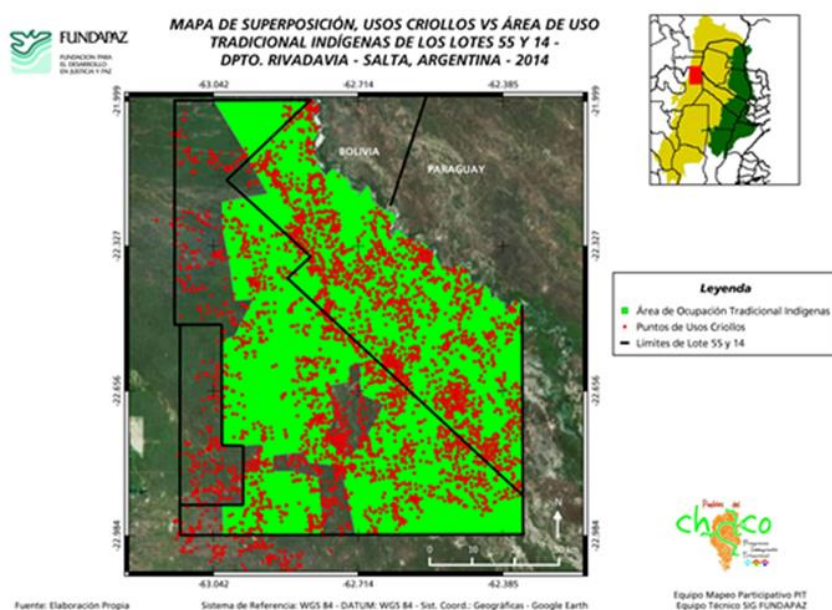 FUNDAPAZ
FUNDACION PARA
EL DESARROLLO
EN JUSTICIA Y PAZ
MAPA DE SUPERPOSICIÓN, USOS CRIOLLOS VS ÁREA DE USO
TRADICIONAL INDÍGENAS DE LOS LOTES 55 Y 14 -
DPTO. RIVADAVIA - SALTA, ARGENTINA - 2014
-63.042 -62.714 -62.385
-21.999 -21.999
BOLIVIA
PARAGUAY
-22.327 -22.327
Leyenda
Área de Ocupación Tradicional Indigenas
Puntos de Usos Criollos
Límites de Lote 55 y 14
-22.656 -22.656
-22.984 -22.984
N
0
-63.042 -62.714 -62.385
Pueblos del
chaco
Equipo Mapeo Participativo PIT
Equipo Técnico SIG FUNDAPAZ
Fuente: Elaboración Propia
Sistema de Referencia: WGS 84 - DATUM: WGS 84 - Sist. Coord.: Geográficas - Google Earth